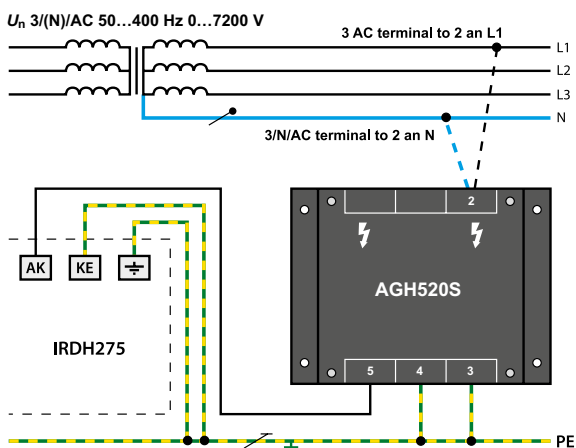 Un 3/(N)/AC 50...400 Hz 0...7200 V
3 AC terminal to 2 an L1
L1
L2
L3
N
3/N/AC terminal to 2 an N
2
AK
KE
AGH520S
IRDH275
5
4
3
PE